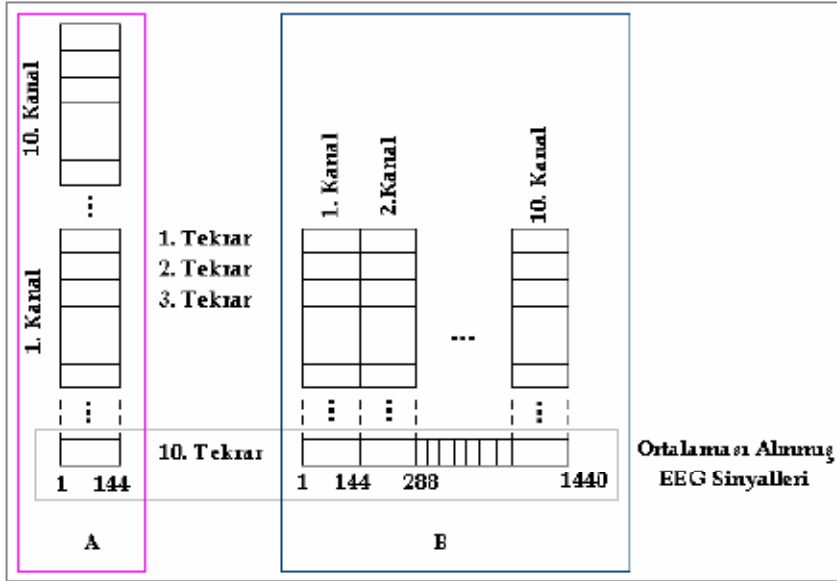 10. Kanal
...
1. Kanal
...
1 144
A
1. Tekrar
2. Tekrar
3. Tekrar
10. Tekrar
1. Kanal
2.Kanal
10. Kanal
...
... ... ...
1 144 288 1440
B
Ortalaması Alınmış
EEG Sinyalleri